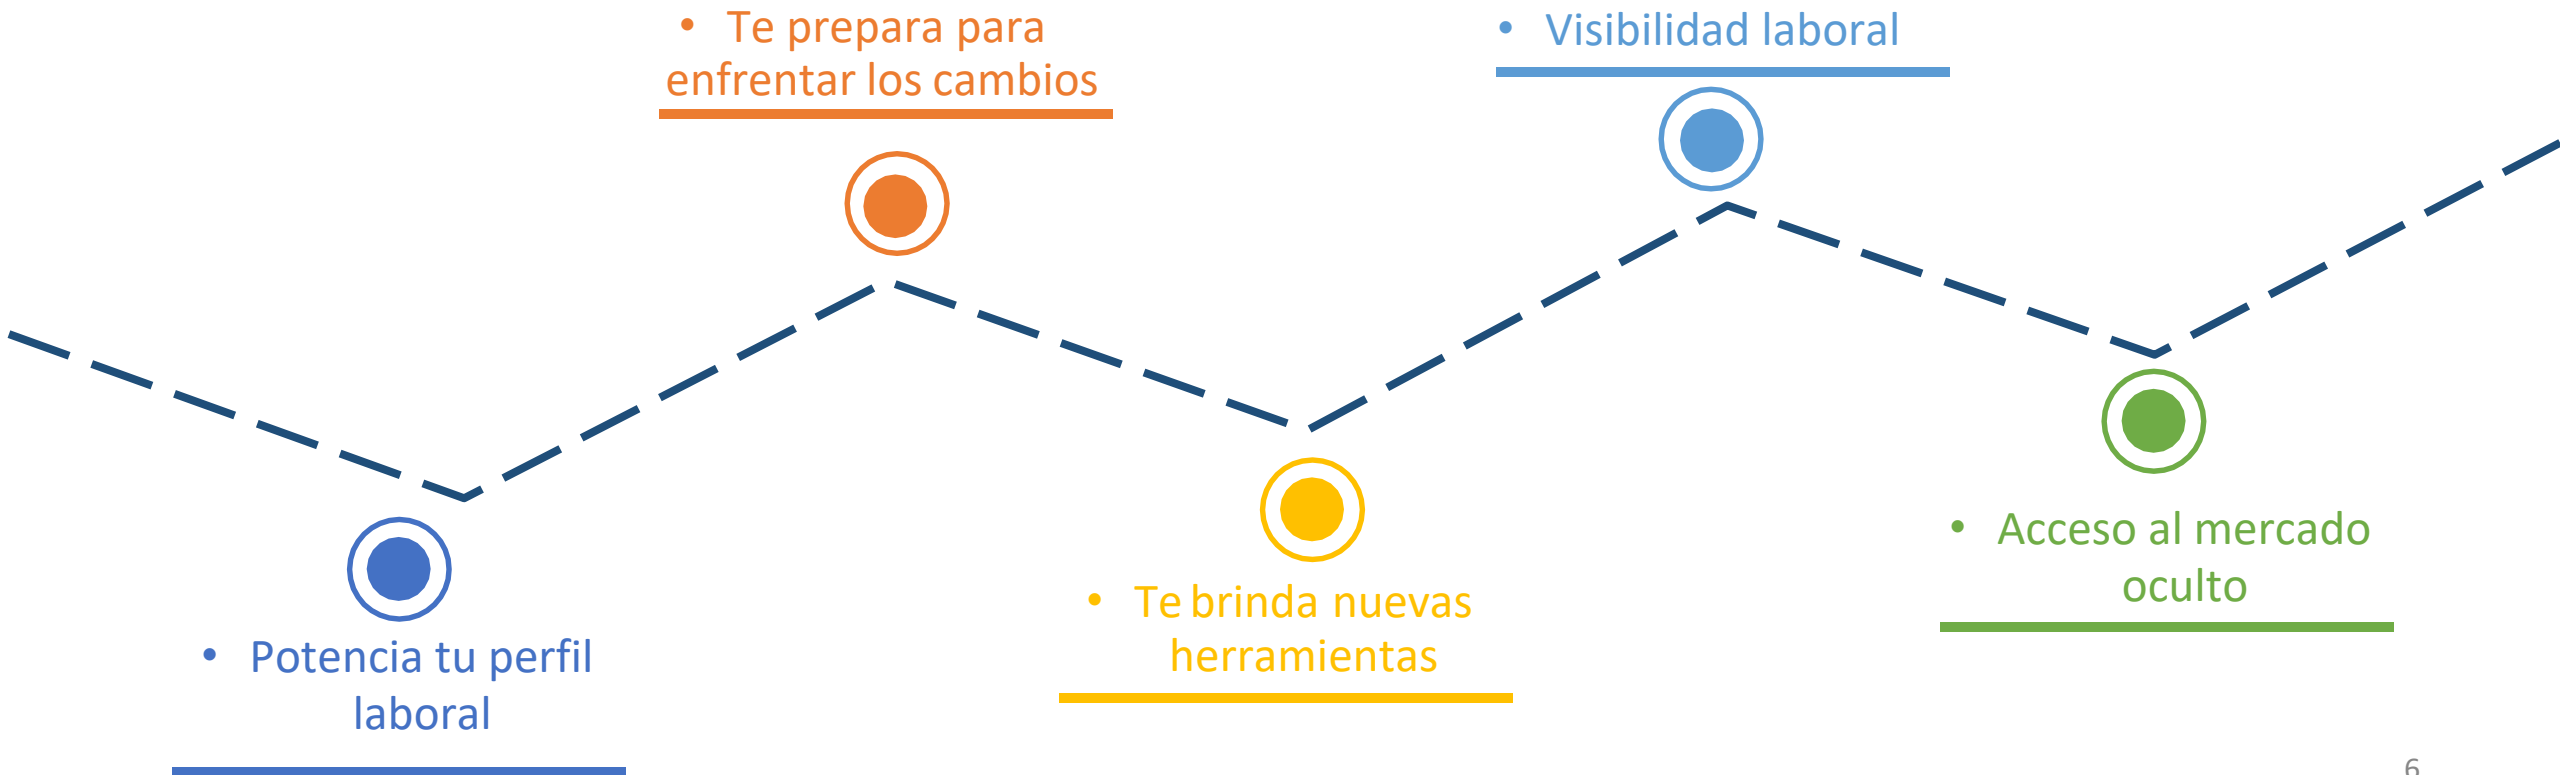 • Te prepara para
enfrentar los cambios
• Visibilidad laboral
• Potencia tu perfil
laboral
• Te brinda nuevas
herramientas
• Acceso al mercado
oculto
6